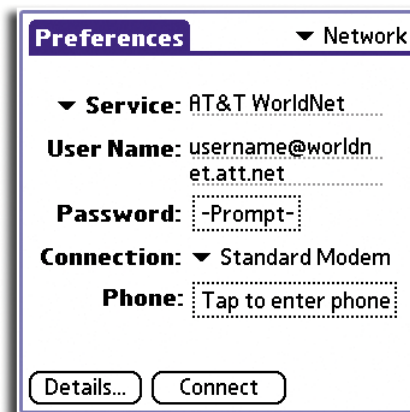 Preferences Network
Service: AT&T WorldNet
User Name: username@worldn
et.att.net
Password: -Prompt-
Connection: Standard Modem
Phone: Tap to enter phone
Details... Connect